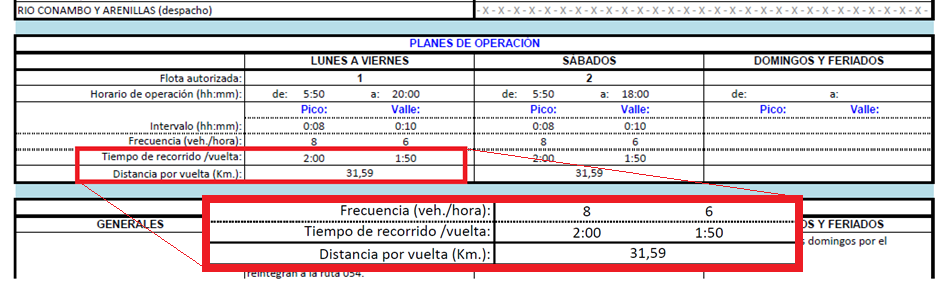 RIO CONAMBO Y ARENILLAS (despacho) -X-X-X-X-X-X-X-X-X-X-X-X-X-X-X-X-X-X-X-X-X-X-X-X-
PLANES DE OPERACIÓN
LUNES A VIERNES SÁBADOS DOMINGOS Y FERIADOS
Flota autorizada: 1 2
Horario de operación (hh:mm): de: 5:50 a: 20:00 de: 5:50 a: 18:00 de: a:
Pico: Valle: Pico: Valle: Pico: Valle:
Intervalo (hh:mm): 0:08 0:10 0:08 0:10
Frecuencia (veh./hora): 8 6 8 6
Tiempo de recorrido /vuelta: 2:00 1:50 2:00 1:50
Distancia por vuelta (Km.): 31,59 31,59
GENERALES OS Y FERIADOS
s domingos por el
Frecuencia (veh./hora): 8 6
Tiempo de recorrido /vuelta: 2:00 1:50
Distancia por vuelta (Km.): 31,59
reintegran a la ruta 054.